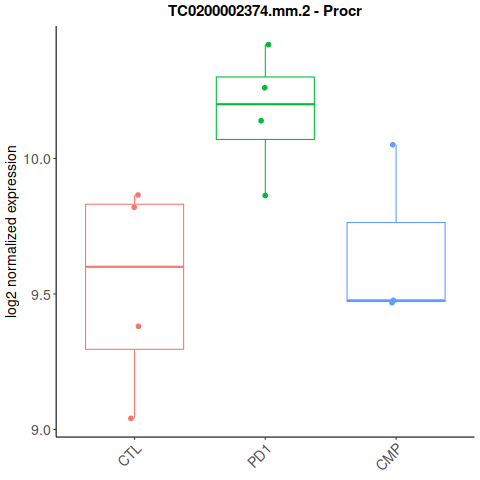 TC0200002374.mm.2 - Procr
log2 normalized expression
10.0
9.5
9.0
CTL
PD1
CMP